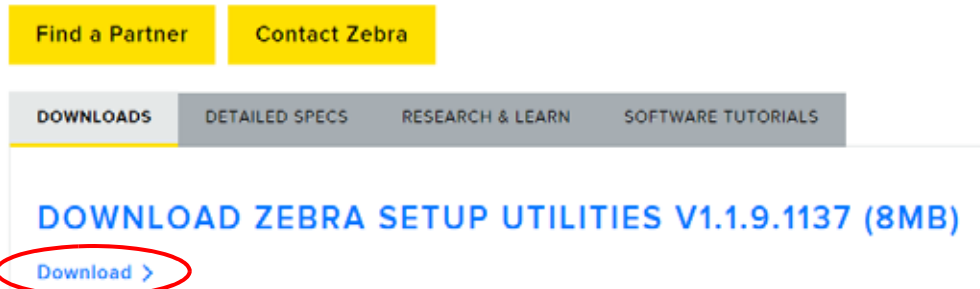 Find a Partner Contact Zebra
DOWNLOADS DETAILED SPECS RESEARCH & LEARN SOFTWARE TUTORIALS
DOWNLOAD ZEBRA SETUP UTILITIES V1.1.9.1137 (8MB)
Download >